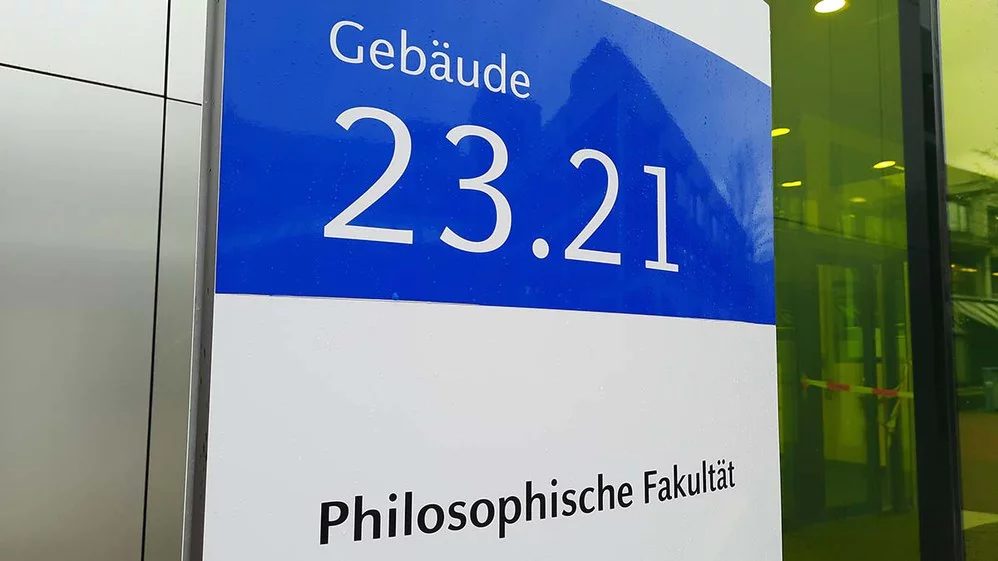 Gebäude
23.21
Philosophische Fakultät